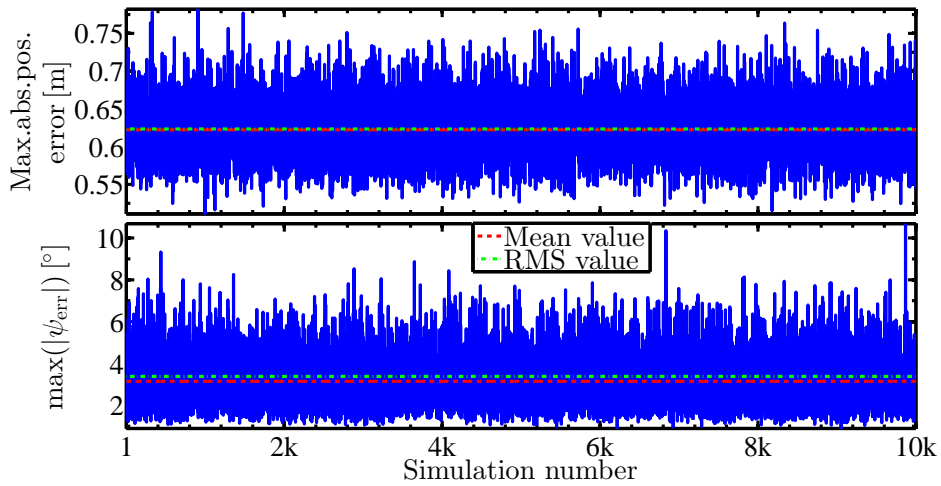 Max.abs.pos.
error [m]
0.75
0.7
0.65
0.6
0.55
max(|ψerr|) [°]
10
8
6
4
2
Mean value
RMS value
1 2k 4k 6k 8k 10k
Simulation number